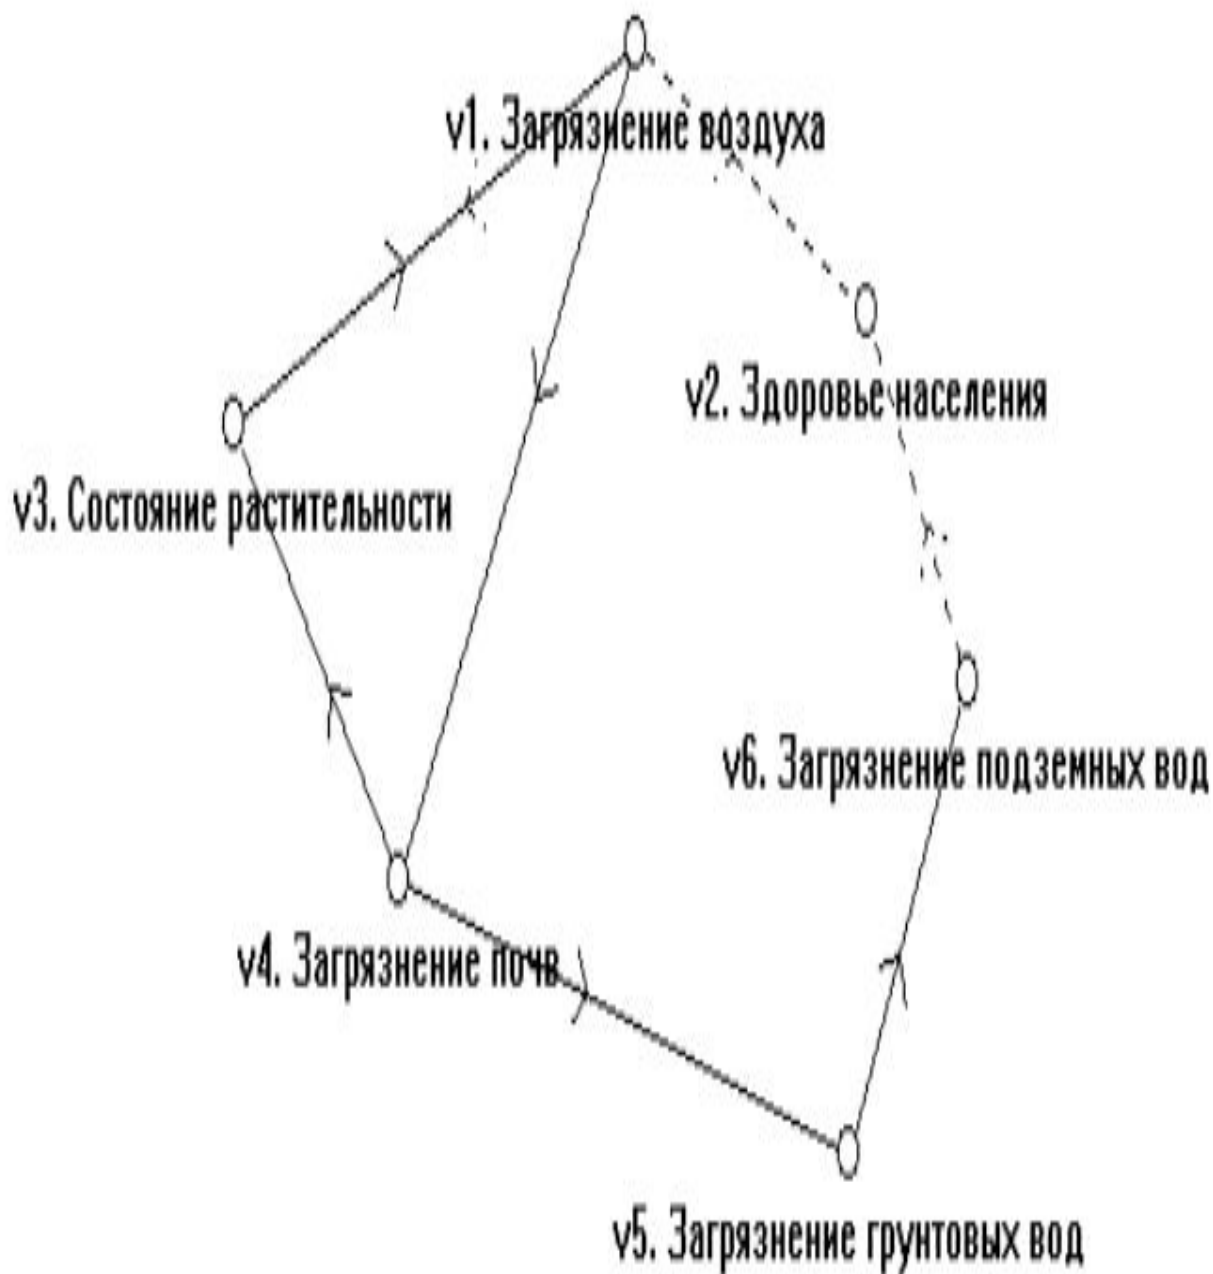 v1. Загрязнение воздуха
v2. Здоровье населения
v3. Состояние растительности
v6. Загрязнение подземных вод
v4. Загрязнение почв
v5. Загрязнение грунтовых вод